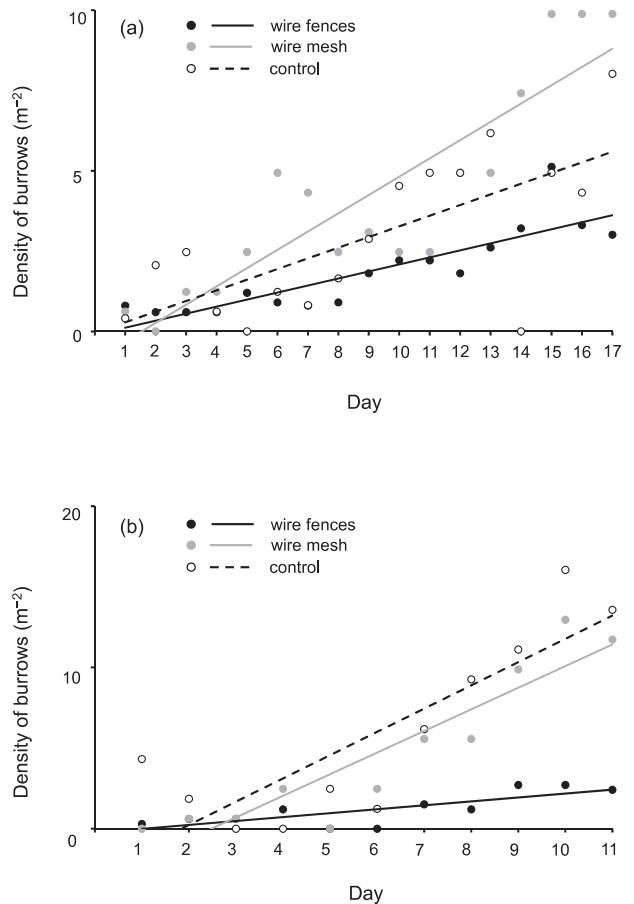 10
(a)
wire fences
wire mesh
control
5
0
Density of burrows (m⁻²)
1 2 3 4 5 6 7 8 9 10 11 12 13 14 15 16 17
Day
20
(b)
wire fences
wire mesh
control
10
0
Density of burrows (m⁻²)
1 2 3 4 5 6 7 8 9 10 11
Day